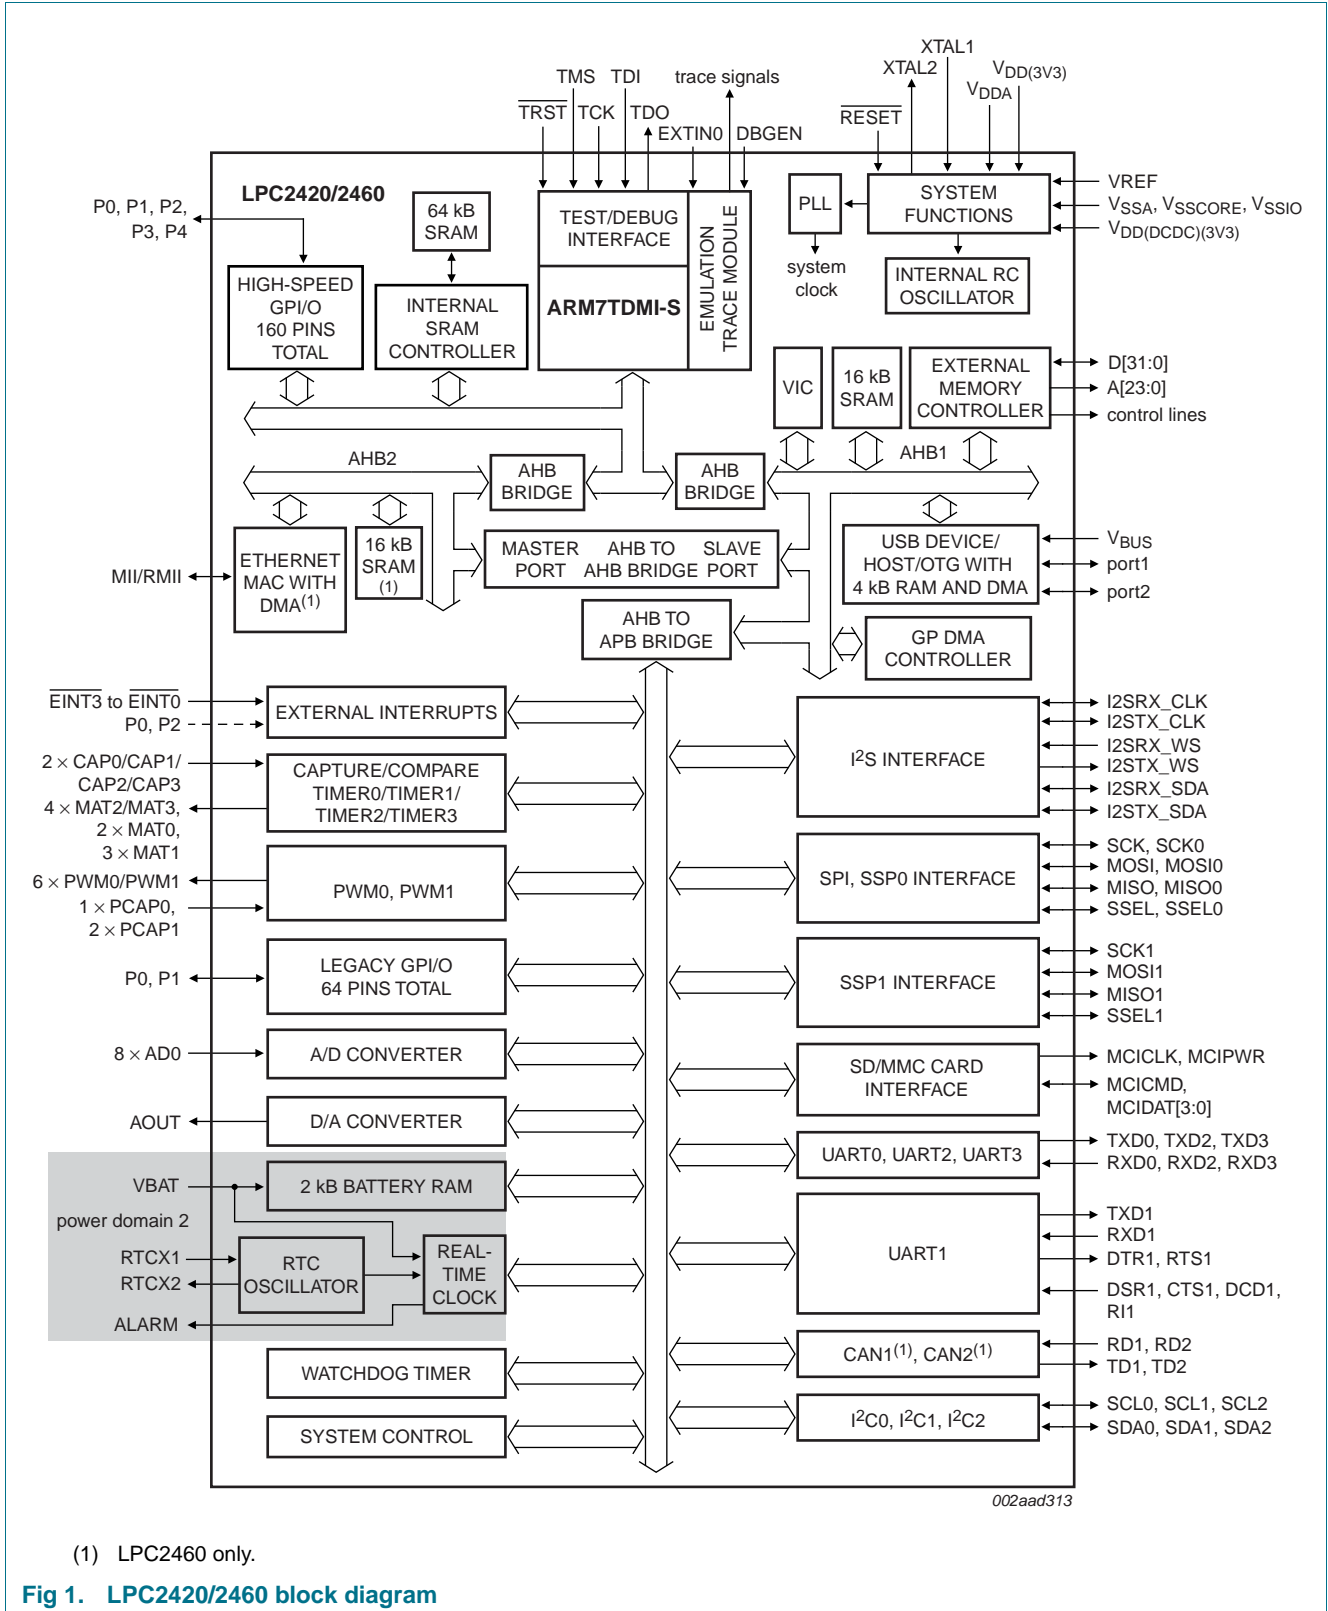 XTAL1
XTAL2
VDD(3V3)
VDDA
RESET
TMS TDI trace signals
TRST TCK TDO
EXTIN0 DBGEN
LPC2420/2460
P0, P1, P2,
P3, P4
64 kB
SRAM
TEST/DEBUG
INTERFACE
ARM7TDMI-S
EMULATION
TRACE MODULE
PLL
system
clock
SYSTEM
FUNCTIONS
VREF
VSSA, VSSCORE, VSSIO
VDD(DCDC)(3V3)
INTERNAL RC
OSCILLATOR
HIGH-SPEED
GPI/O
160 PINS
TOTAL
INTERNAL
SRAM
CONTROLLER
VIC
16 kB
SRAM
EXTERNAL
MEMORY
CONTROLLER
D[31:0]
A[23:0]
control lines
AHB2
AHB
BRIDGE
AHB
BRIDGE
AHB1
MII/RMII
ETHERNET
MAC WITH
DMA(1)
16 kB
SRAM
(1)
MASTER AHB TO SLAVE
PORT AHB BRIDGE PORT
USB DEVICE/
HOST/OTG WITH
4 kB RAM AND DMA
VBUS
port1
port2
AHB TO
APB BRIDGE
GP DMA
CONTROLLER
EINT3 to EINT0
P0, P2
EXTERNAL INTERRUPTS
2 × CAP0/CAP1/
CAP2/CAP3
4 × MAT2/MAT3,
2 × MAT0,
3 × MAT1
CAPTURE/COMPARE
TIMER0/TIMER1/
TIMER2/TIMER3
6 × PWM0/PWM1
1 × PCAP0,
2 × PCAP1
PWM0, PWM1
P0, P1
LEGACY GPI/O
64 PINS TOTAL
8 × AD0
A/D CONVERTER
AOUT
D/A CONVERTER
VBAT
2 kB BATTERY RAM
power domain 2
RTCX1
RTCX2
RTC
OSCILLATOR
REAL-
TIME
CLOCK
ALARM
WATCHDOG TIMER
SYSTEM CONTROL
I2S INTERFACE
I2SRX_CLK
I2STX_CLK
I2SRX_WS
I2STX_WS
I2SRX_SDA
I2STX_SDA
SPI, SSP0 INTERFACE
SCK, SCK0
MOSI, MOSI0
MISO, MISO0
SSEL, SSEL0
SSP1 INTERFACE
SCK1
MOSI1
MISO1
SSEL1
SD/MMC CARD
INTERFACE
MCICLK, MCIPWR
MCICMD,
MCIDAT[3:0]
UART0, UART2, UART3
TXD0, TXD2, TXD3
RXD0, RXD2, RXD3
UART1
TXD1
RXD1
DTR1, RTS1
DSR1, CTS1, DCD1,
RI1
CAN1(1), CAN2(1)
RD1, RD2
TD1, TD2
I2C0, I2C1, I2C2
SCL0, SCL1, SCL2
SDA0, SDA1, SDA2
002aad313
(1) LPC2460 only.
Fig 1. LPC2420/2460 block diagram